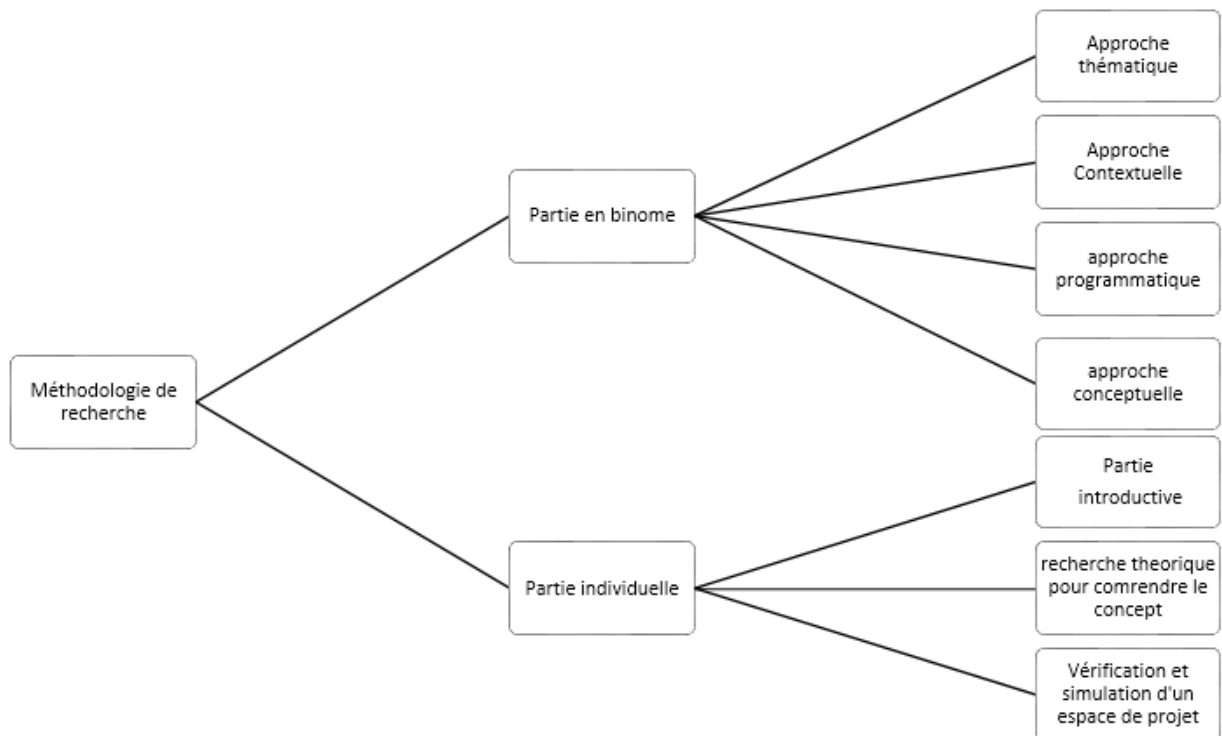 Méthodologie de
recherche
Partie en binome
Approche
thématique
Approche
Contextuelle
approche
programmatique
approche
conceptuelle
Partie individuelle
Partie
introductive
recherche theorique
pour comrendre le
concept
Vérification et
simulation d'un
espace de projet